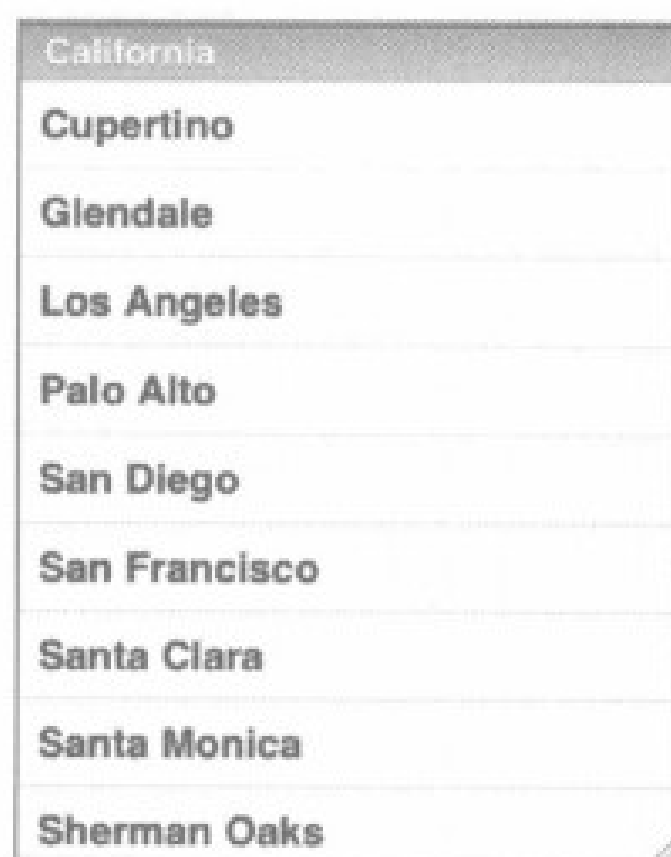 California
Cupertino
Glendale
Los Angeles
Palo Alto
San Diego
San Francisco
Santa Clara
Santa Monica
Sherman Oaks